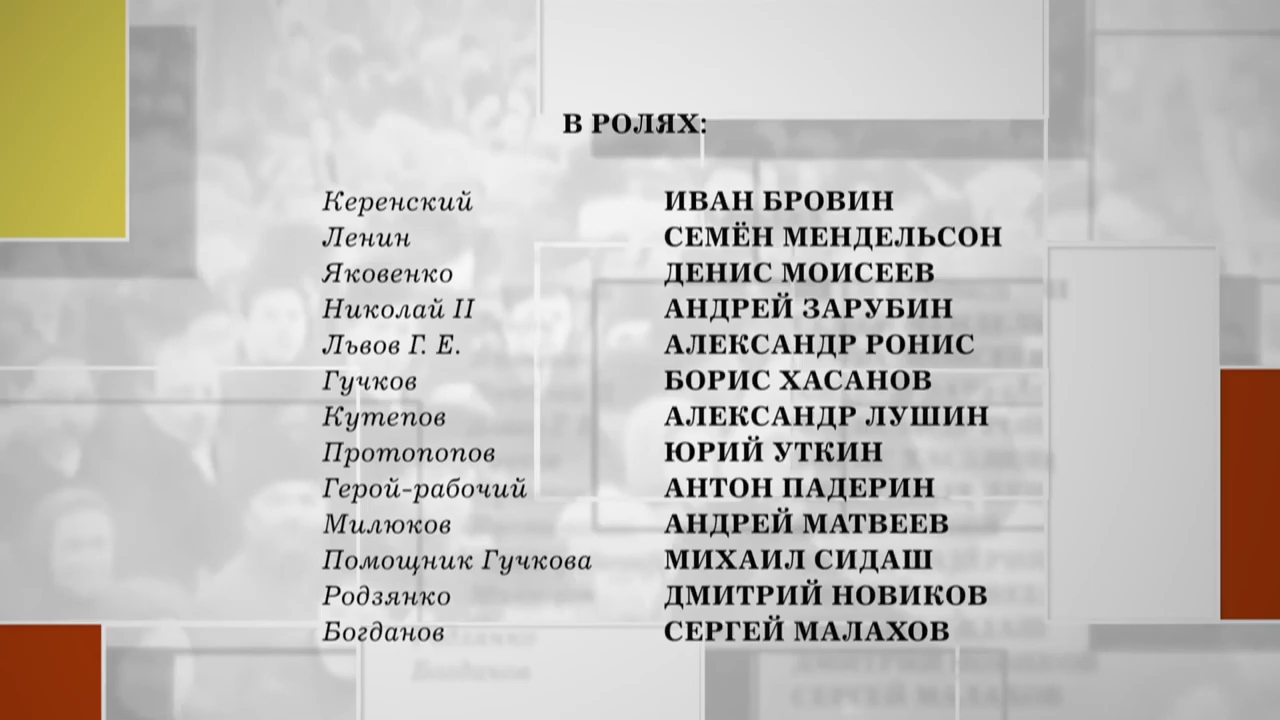 В РОЛЯХ:
Керенский ИВАН БРОВИН
Ленин СЕМЁН МЕНДЕЛЬСОН
Яковенко ДЕНИС МОИСЕЕВ
Николай II АНДРЕЙ ЗАРУБИН
Львов Г. Е. АЛЕКСАНДР РОНИС
Гучков БОРИС ХАСАНОВ
Кутепов АЛЕКСАНДР ЛУШИН
Протопопов ЮРИЙ УТКИН
Герой-рабочий АНТОН ПАДЕРИН
Милюков АНДРЕЙ МАТВЕЕВ
Помощник Гучкова МИХАИЛ СИДАШ
Родзянко ДМИТРИЙ НОВИКОВ
Богданов СЕРГЕЙ МАЛАХОВ